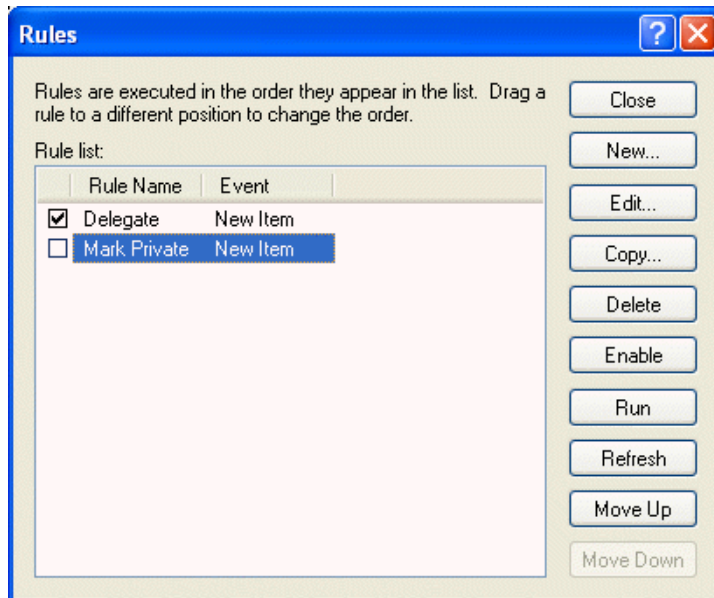 Rules
?
Rules are executed in the order they appear in the list. Drag a
rule to a different position to change the order.
Rule list:
Rule Name Event
Delegate New Item
Mark Private New Item
Close
New...
Edit...
Copy...
Delete
Enable
Run
Refresh
Move Up
Move Down